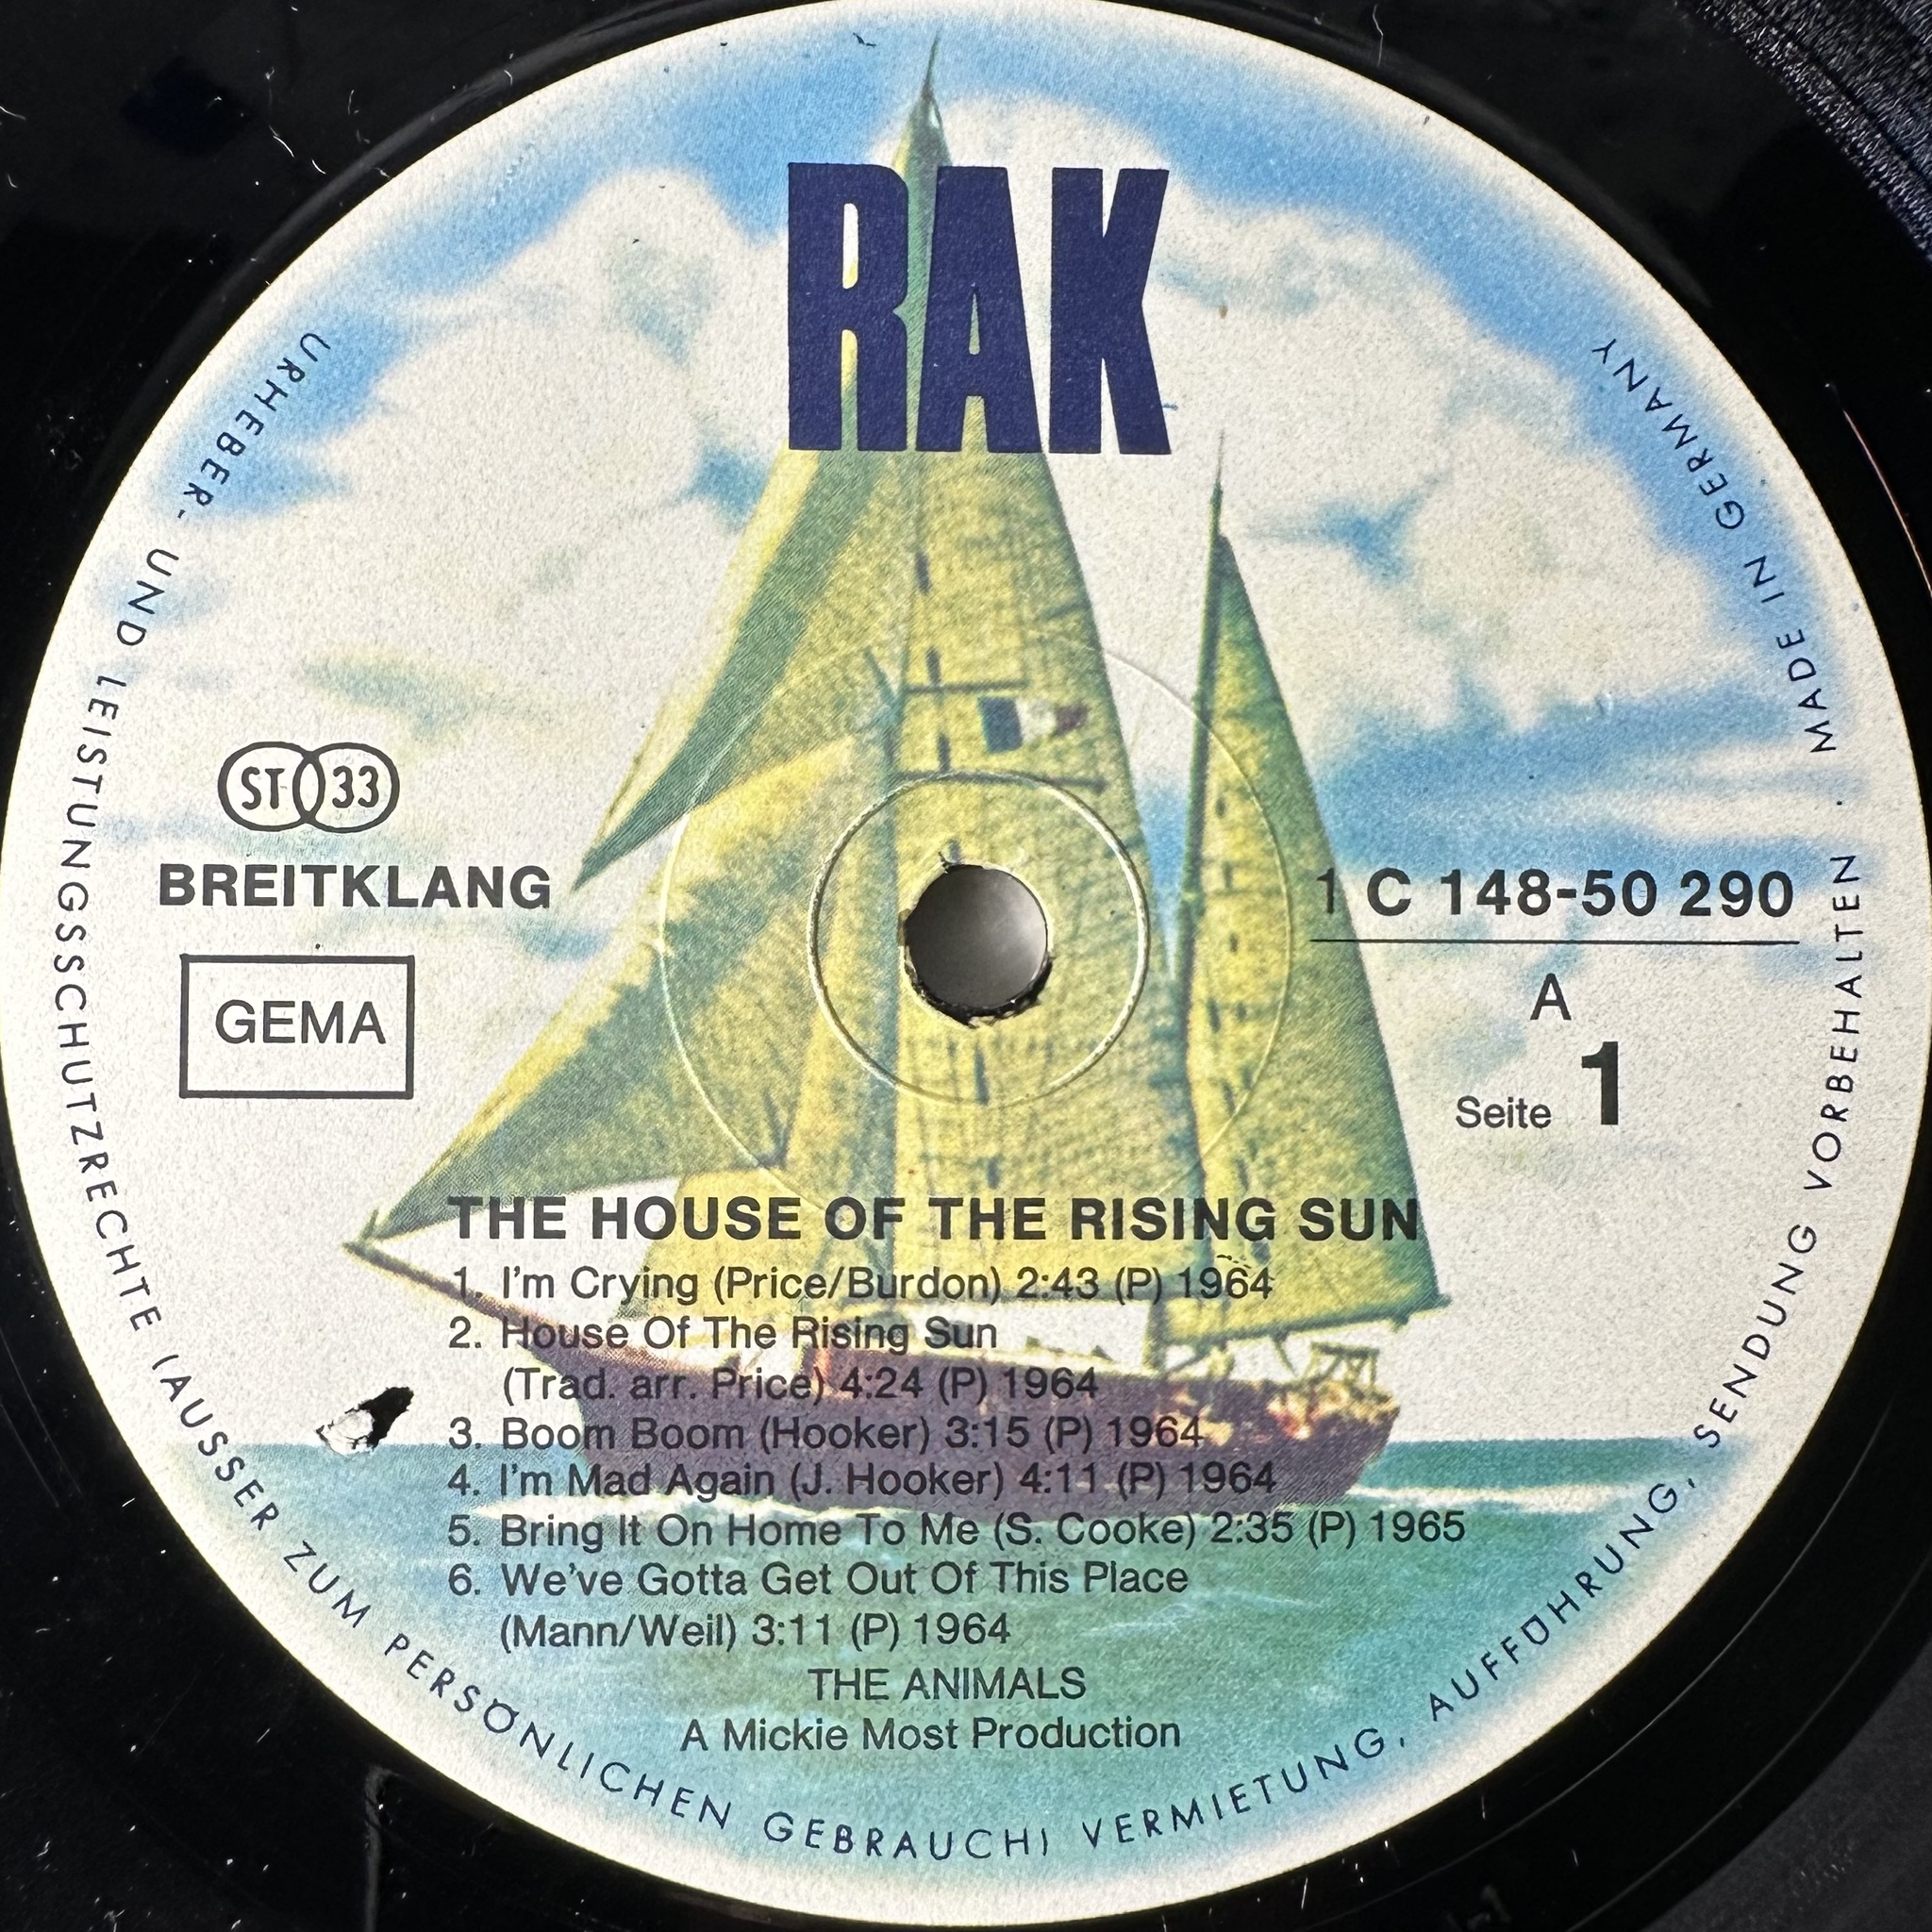 RAK
ST 33
BREITKLANG
GEMA
1 C 148-50 290
A
Seite 1
THE HOUSE OF THE RISING SUN
1. I'm Crying (Price/Burdon) 2:43 (P) 1964
2. House Of The Rising Sun
(Trad. arr. Price) 4:24 (P) 1964
3. Boom Boom (Hooker) 3:15 (P) 1964
4. I'm Mad Again (J. Hooker) 4:11 (P) 1964
5. Bring It On Home To Me (S. Cooke) 2:35 (P) 1965
6. We've Gotta Get Out Of This Place
(Mann/Weil) 3:11 (P) 1964
THE ANIMALS
A Mickie Most Production
URHEBER- UND LEISTUNGSSCHUTZRECHTE (AUSSER ZUM PERSÖNLICHEN GEBRAUCH) VERMIETUNG, AUFFÜHRUNG, SENDUNG VORBEHALTEN · MADE IN GERMANY